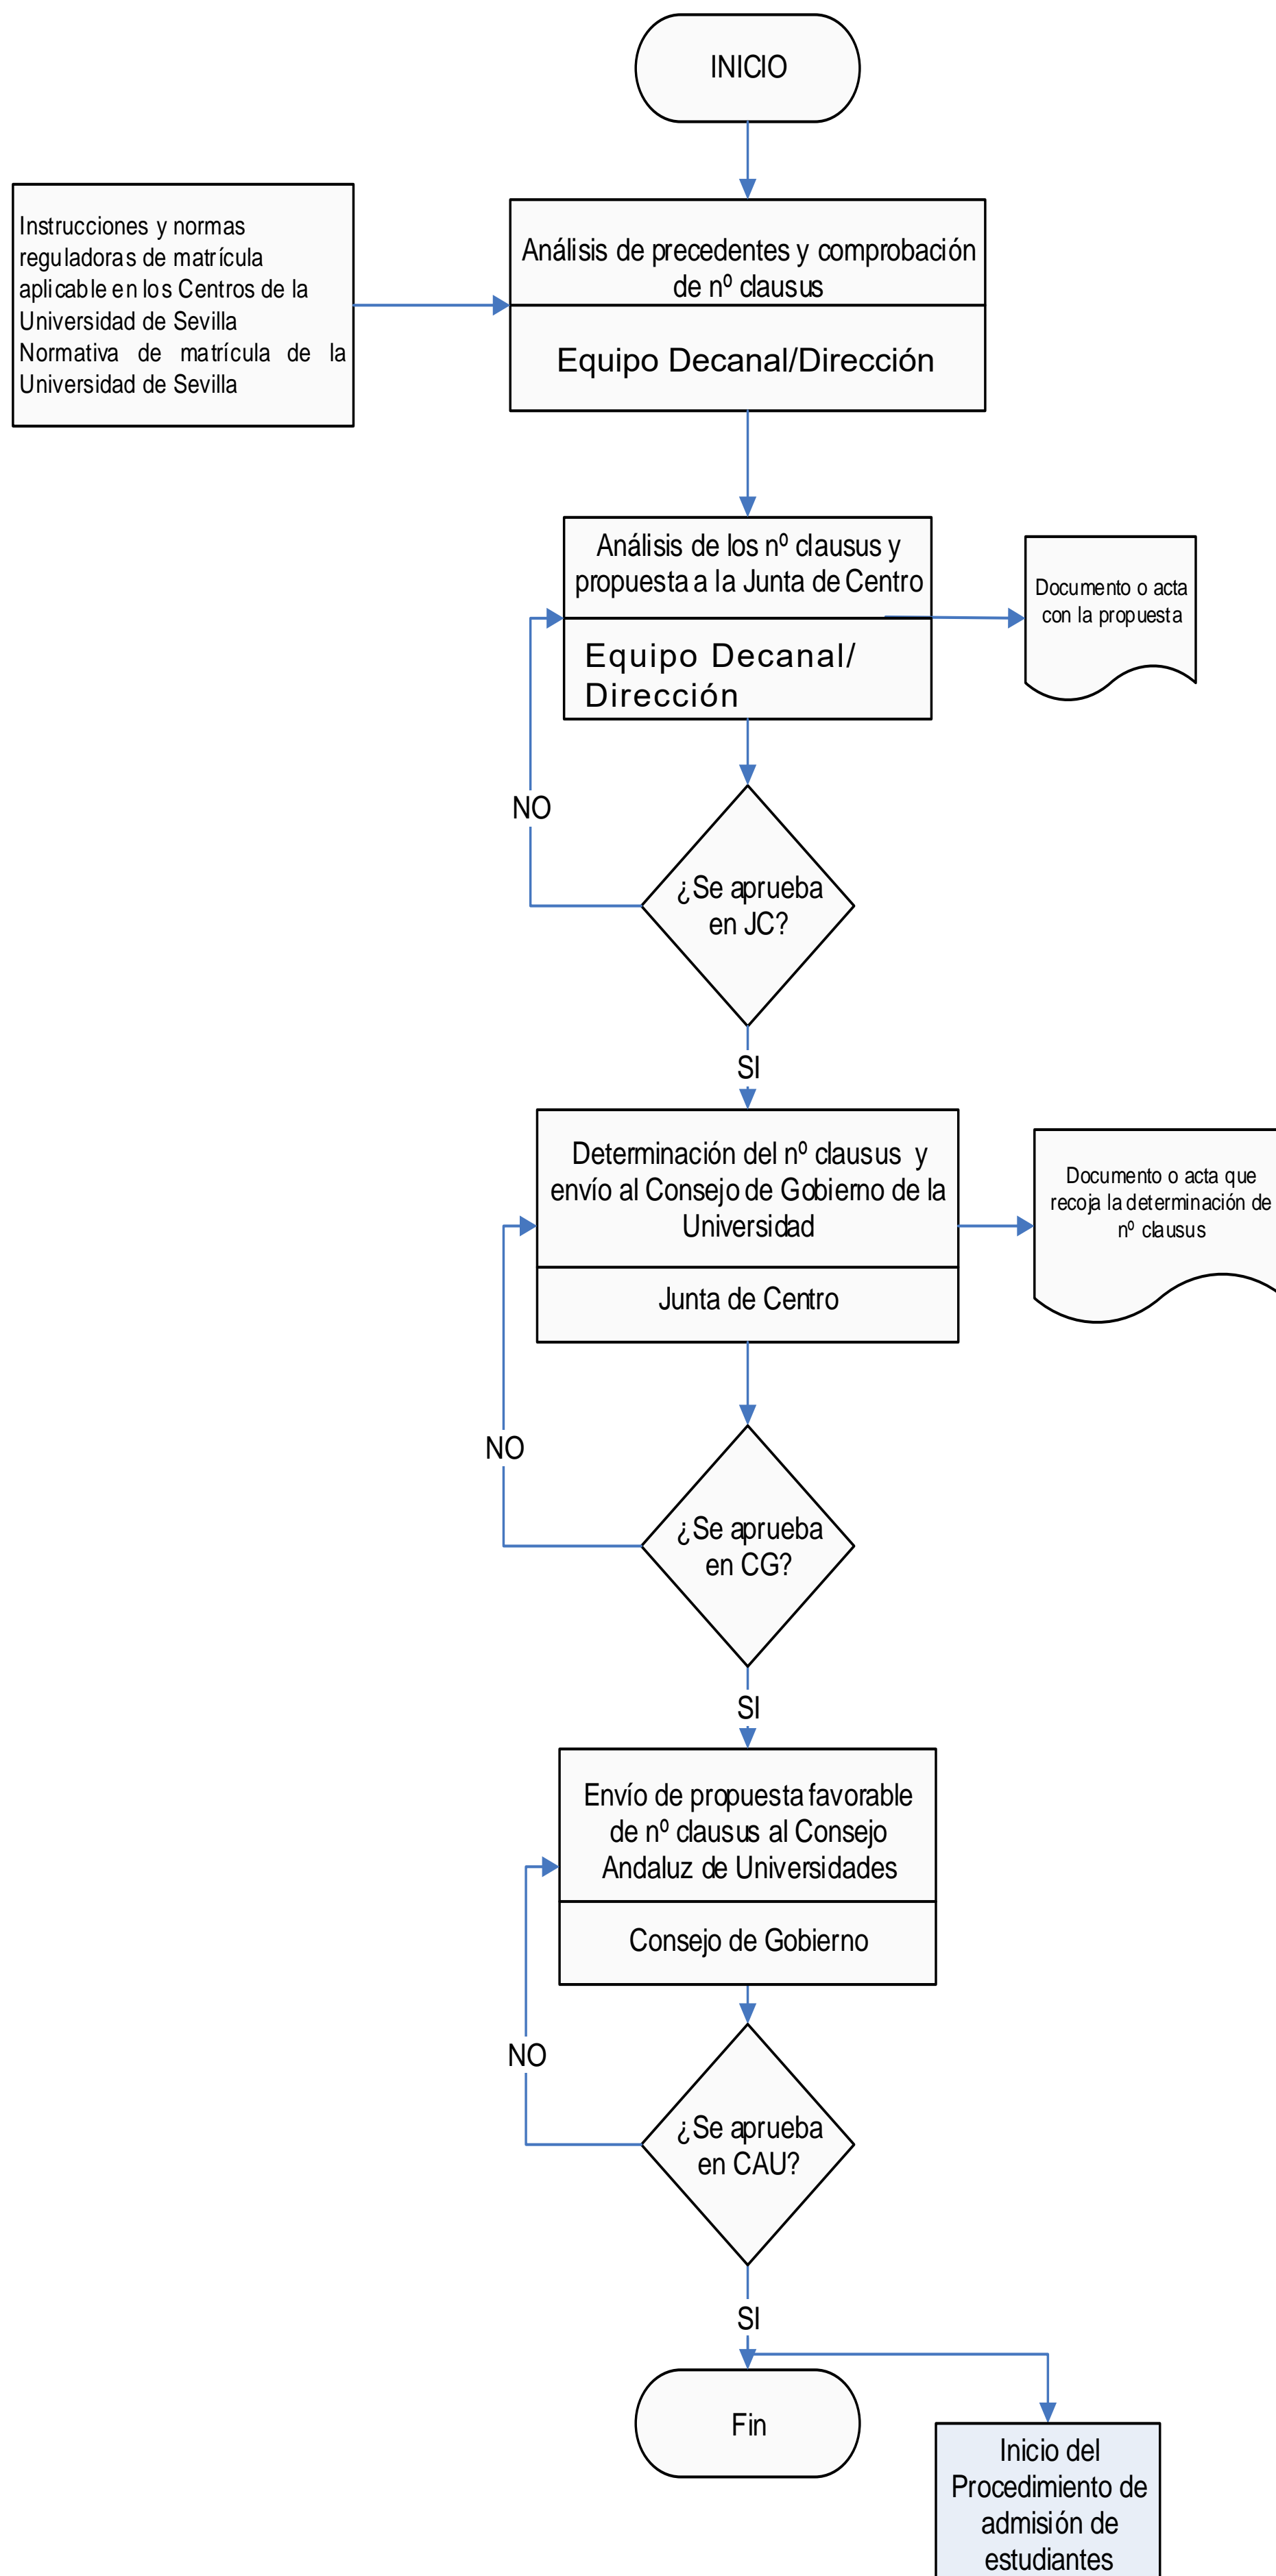 INICIO
Instrucciones y normas
reguladoras de matrícula
aplicable en los Centros de la
Universidad de Sevilla
Normativa de matrícula de la
Universidad de Sevilla
Análisis de precedentes y comprobación
de nº clausus
Equipo Decanal/Dirección
Análisis de los nº clausus y
propuesta a la Junta de Centro
Equipo Decanal/
Dirección
Documento o acta
con la propuesta
NO
¿Se aprueba
en JC?
SI
Determinación del nº clausus y
envío al Consejo de Gobierno de la
Universidad
Junta de Centro
Documento o acta que
recoja la determinación de
nº clausus
NO
¿Se aprueba
en CG?
SI
Envío de propuesta favorable
de nº clausus al Consejo
Andaluz de Universidades
Consejo de Gobierno
NO
¿Se aprueba
en CAU?
SI
Fin
Inicio del
Procedimiento de
admisión de
estudiantes